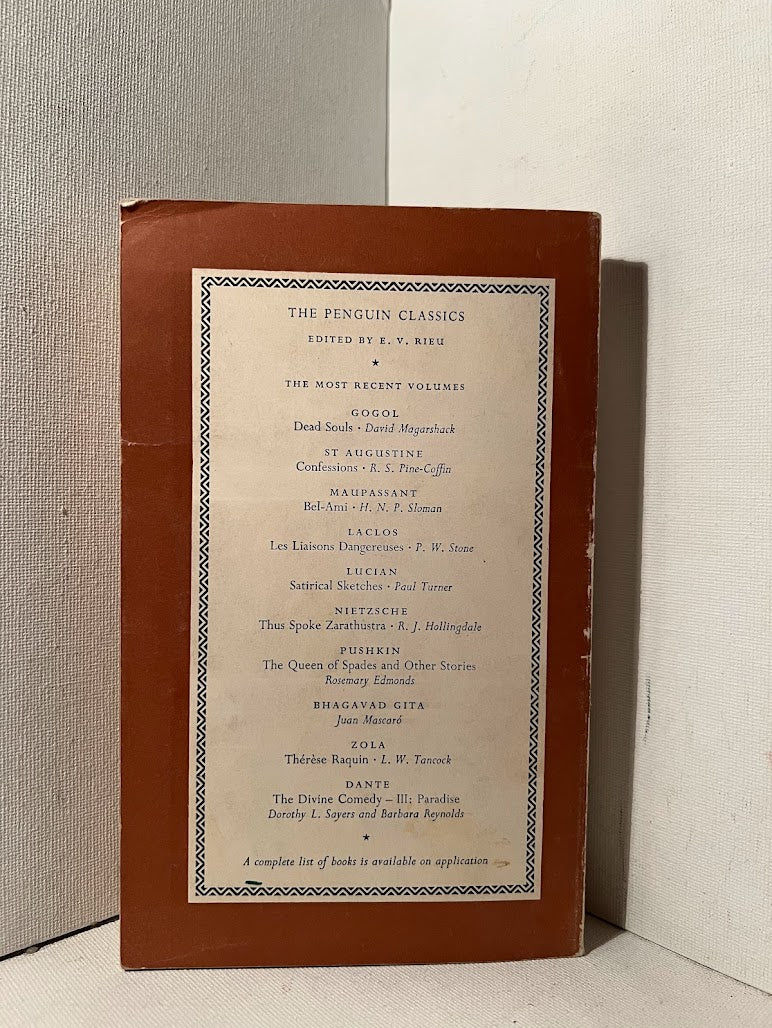 THE PENGUIN CLASSICS
EDITED BY E. V. RIEU
★
THE MOST RECENT VOLUMES
GOGOL
Dead Souls · David Magarshack
ST AUGUSTINE
Confessions · R. S. Pine-Coffin
MAUPASSANT
Bel-Ami · H. N. P. Sloman
LACLOS
Les Liaisons Dangereuses · P. W. Stone
LUCIAN
Satirical Sketches · Paul Turner
NIETZSCHE
Thus Spoke Zarathustra · R. J. Hollingdale
PUSHKIN
The Queen of Spades and Other Stories
Rosemary Edmonds
BHAGAVAD GITA
Juan Mascaró
ZOLA
Thérèse Raquin · L. W. Tancock
DANTE
The Divine Comedy – III: Paradise
Dorothy L. Sayers and Barbara Reynolds
★
A complete list of books is available on application